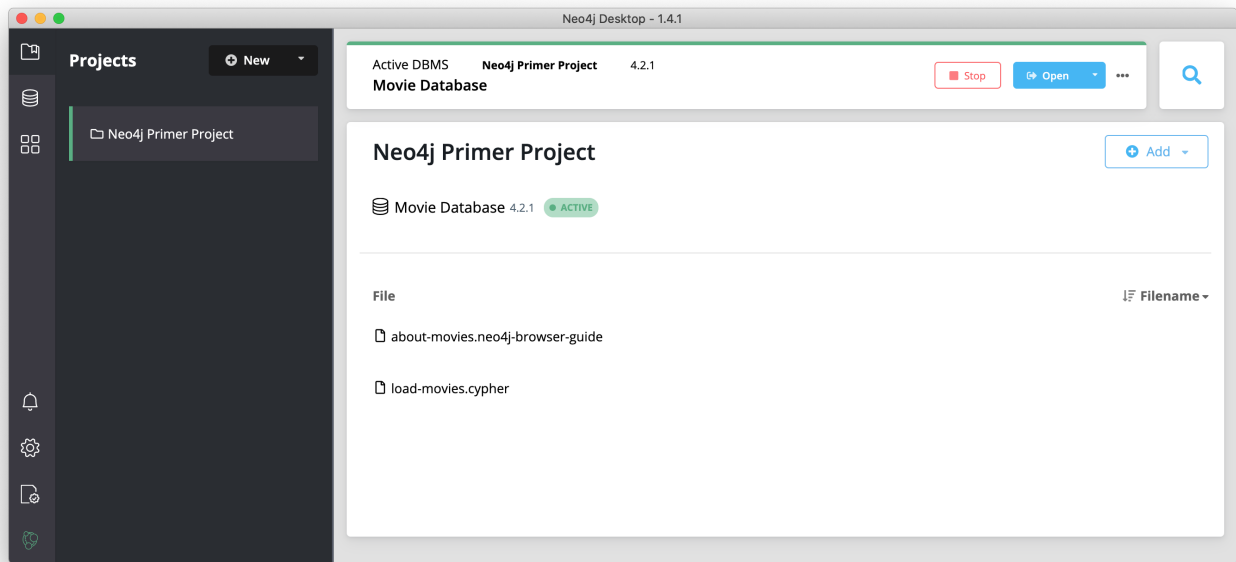 Neo4j Desktop - 1.4.1
Projects
New
Neo4j Primer Project
Active DBMS Neo4j Primer Project 4.2.1
Movie Database
Stop
Open
Neo4j Primer Project
Add
Movie Database 4.2.1 ACTIVE
File Filename
about-movies.neo4j-browser-guide
load-movies.cypher